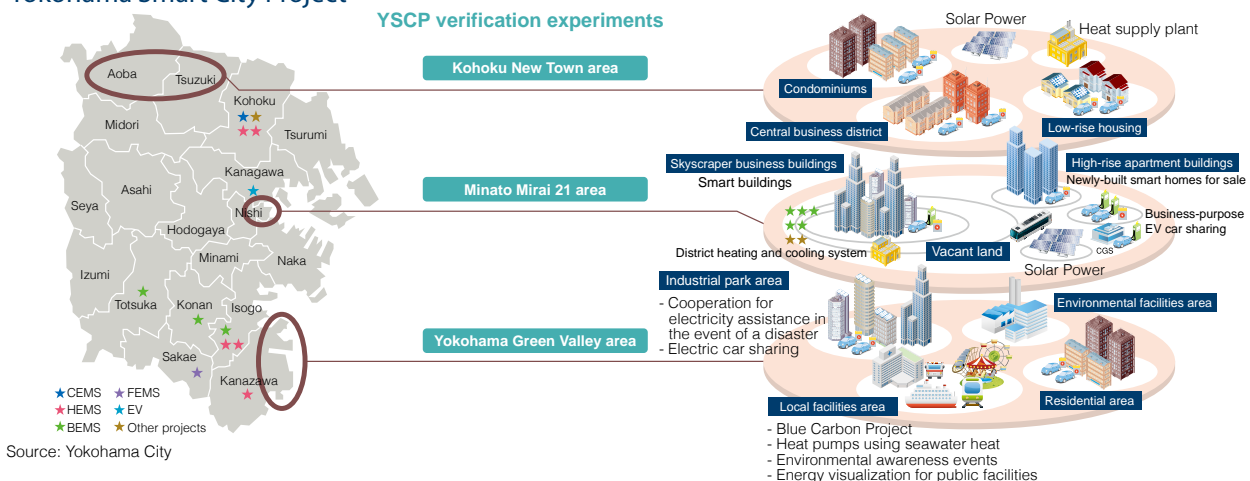 Yokohama Smart City Project
YSCP verification experiments
Aoba
Tsuzuki
Kohoku
Midori
Tsurumi
Kanagawa
Asahi
Seya
Nishi
Hodogaya
Minami
Naka
Izumi
Totsuka
Konan
Isogo
Sakae
Kanazawa
★CEMS ★FEMS
★HEMS ★EV
★BEMS ★Other projects
Source: Yokohama City
Kohoku New Town area
Minato Mirai 21 area
Yokohama Green Valley area
Solar Power
Heat supply plant
Condominiums
Central business district
Low-rise housing
Skyscraper business buildings
Smart buildings
High-rise apartment buildings
Newly-built smart homes for sale
Business-purpose
EV car sharing
CGS
District heating and cooling system
Vacant land
Solar Power
Industrial park area
- Cooperation for
electricity assistance in
the event of a disaster
- Electric car sharing
Environmental facilities area
Residential area
Local facilities area
- Blue Carbon Project
- Heat pumps using seawater heat
- Environmental awareness events
- Energy visualization for public facilities